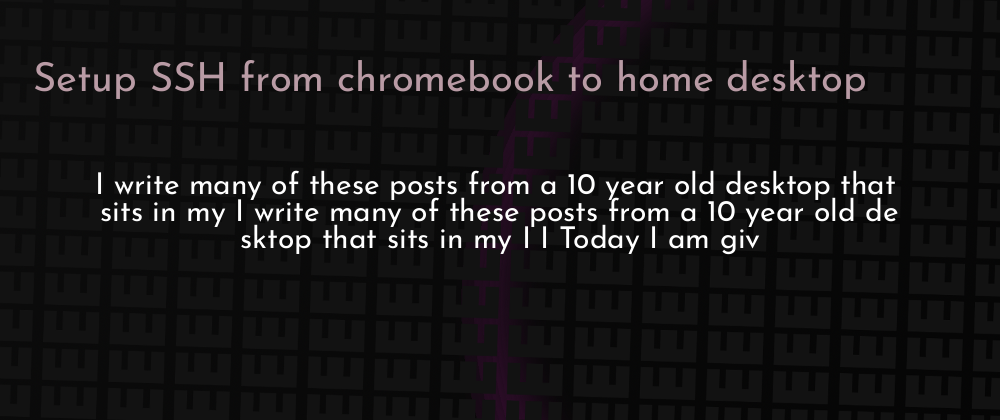 Setup SSH from chromebook to home desktop
I write many of these posts from a 10 year old desktop that
sits in my I write many of these posts from a 10 year old de
sktop that sits in my I I Today I am giv